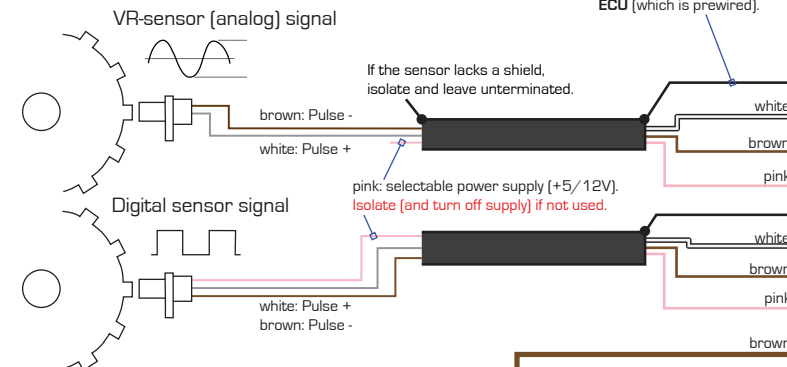 ECU (which is prewired).
VR-sensor (analog) signal
If the sensor lacks a shield,
isolate and leave unterminated.
brown: Pulse -
white: Pulse +
white
brown
pink
pink: selectable power supply (+5/12V).
Isolate (and turn off supply) if not used.
Digital sensor signal
white: Pulse +
brown: Pulse -
white
brown
pink
brown